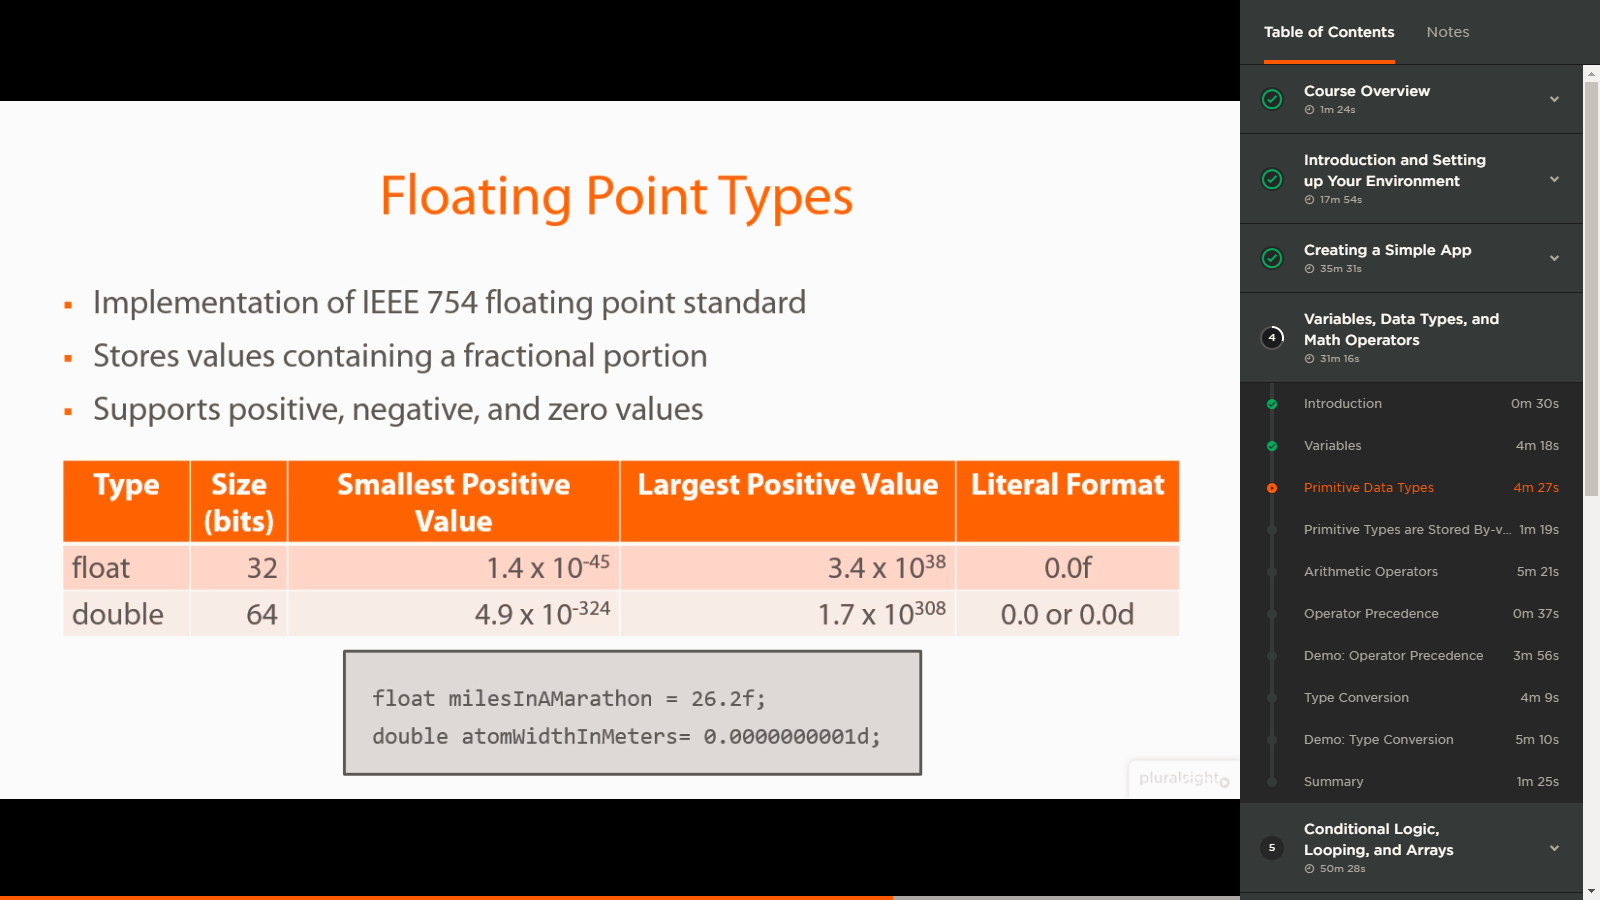 Floating Point Types
▪ Implementation of IEEE 754 floating point standard
▪ Stores values containing a fractional portion
▪ Supports positive, negative, and zero values
Type Size (bits) Smallest Positive Value Largest Positive Value Literal Format
float 32 1.4 x 10⁻⁴⁵ 3.4 x 10³⁸ 0.0f
double 64 4.9 x 10⁻³²⁴ 1.7 x 10³⁰⁸ 0.0 or 0.0d
float milesInAMarathon = 26.2f;
double atomWidthInMeters= 0.0000000001d;
pluralsight
Table of Contents Notes
Course Overview
1m 24s
Introduction and Setting
up Your Environment
17m 54s
Creating a Simple App
35m 31s
4
Variables, Data Types, and
Math Operators
31m 16s
Introduction 0m 30s
Variables 4m 18s
Primitive Data Types 4m 27s
Primitive Types are Stored By-v... 1m 19s
Arithmetic Operators 5m 21s
Operator Precedence 0m 37s
Demo: Operator Precedence 3m 56s
Type Conversion 4m 9s
Demo: Type Conversion 5m 10s
Summary 1m 25s
5
Conditional Logic,
Looping, and Arrays
50m 28s